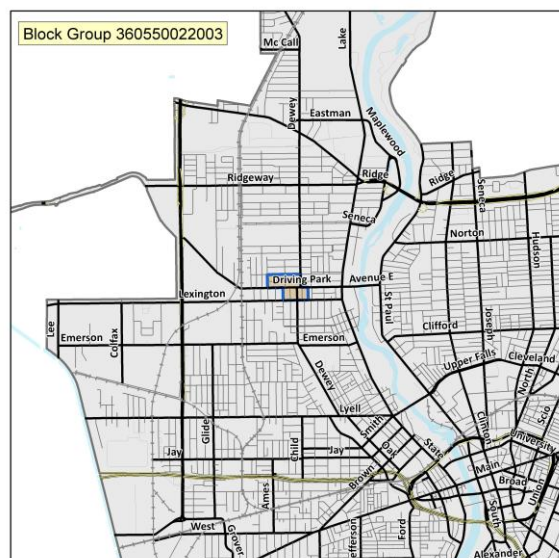 Block Group 360550022003
Mc Call
Lake
Dewey
Eastman
Maplewood
Ridgeway
Ridge
Ridge
Seneca
Seneca
Norton
Hudson
Driving Park
Avenue E
Lexington
St Paul
Joseph
Lee
Emerson
Colfax
Emerson
Clifford
Upper Falls
Cleveland
Dewey
North
Lyell
Smith
Scio
Glide
Child
Oak
State
Clinton
University
Jay
Jay
Brown
Main
Ames
Broad
Union
West
Grover
Jefferson
Ford
South
Alexander